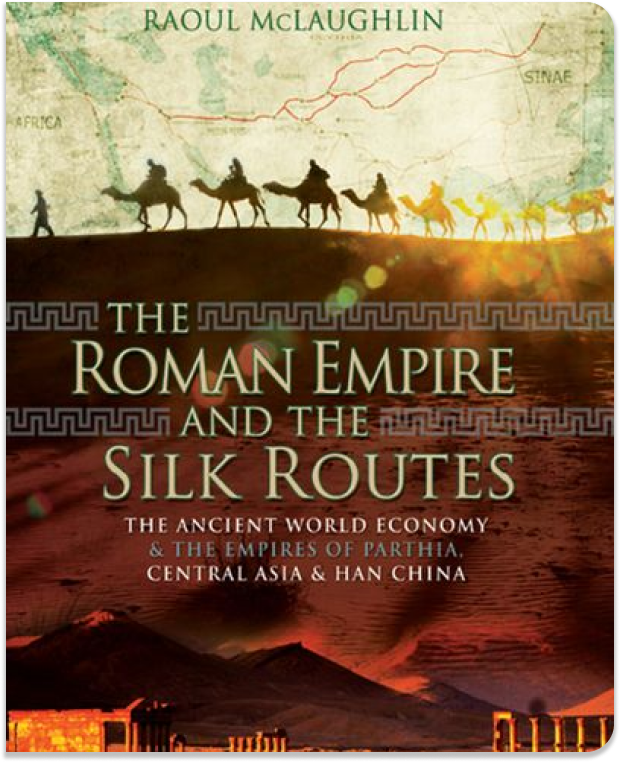 RAOUL McLAUGHLIN
SINAE
AFRICA
THE
ROMAN EMPIRE
AND THE
SILK ROUTES
THE ANCIENT WORLD ECONOMY
& THE EMPIRES OF PARTHIA,
CENTRAL ASIA & HAN CHINA